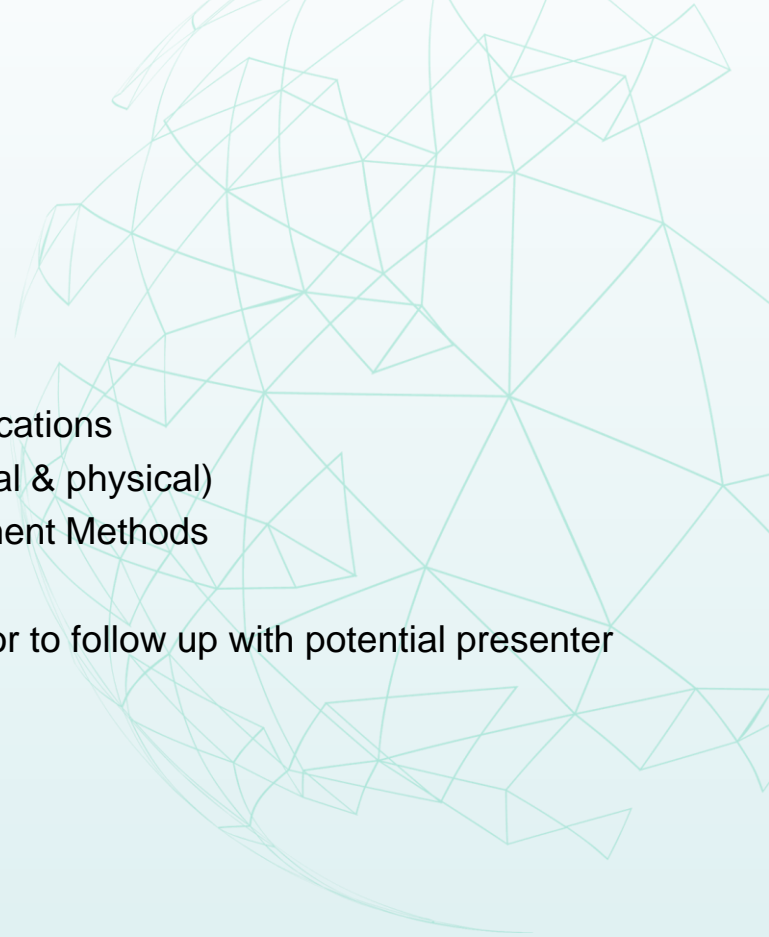 cations
al & physical)
nent Methods
or to follow up with potential presenter